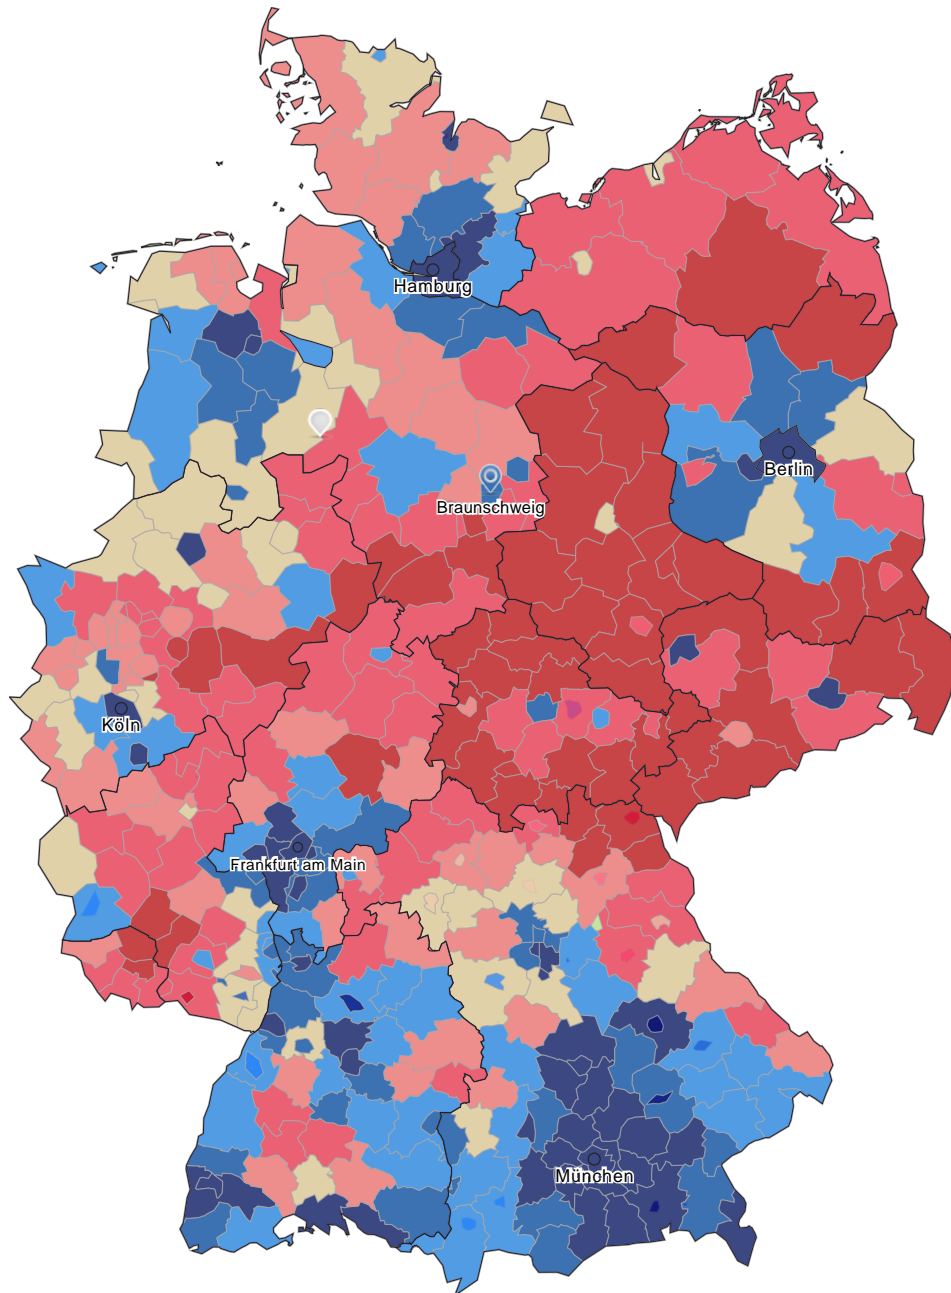 Hamburg
Berlin
Braunschweig
Köln
Frankfurt am Main
München